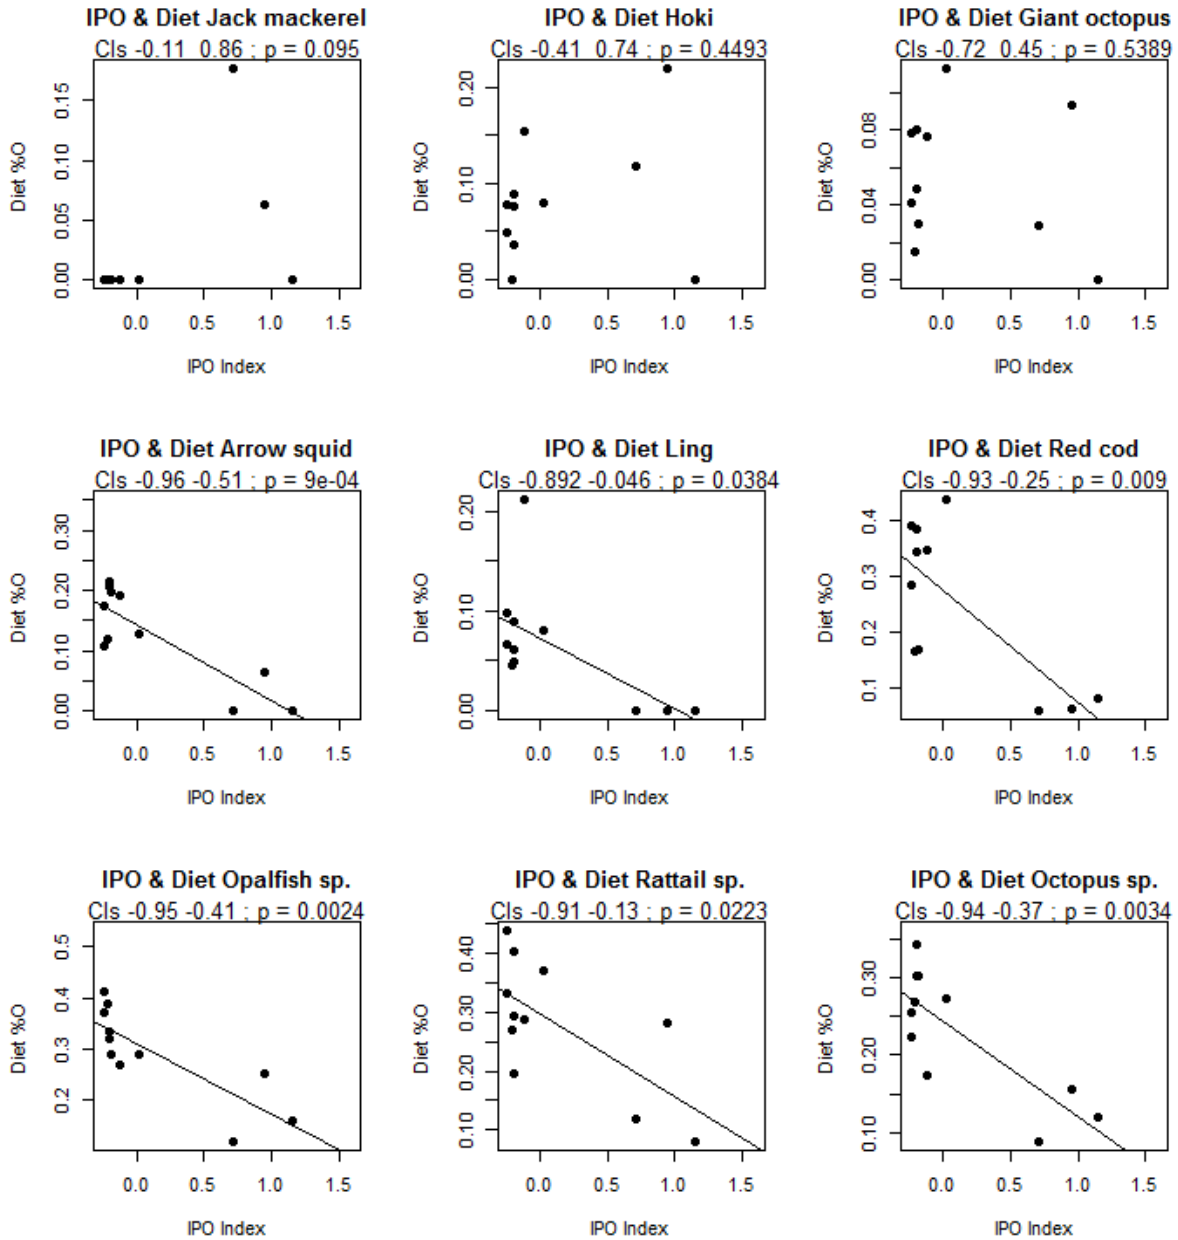 IPO & Diet Jack mackerel
CIs -0.11 0.86 ; p = 0.095
Diet %O
0.00 0.05 0.10 0.15
0.0 0.5 1.0 1.5
IPO Index
IPO & Diet Hoki
CIs -0.41 0.74 ; p = 0.4493
Diet %O
0.00 0.10 0.20
0.0 0.5 1.0 1.5
IPO Index
IPO & Diet Giant octopus
CIs -0.72 0.45 ; p = 0.5389
Diet %O
0.00 0.04 0.08
0.0 0.5 1.0 1.5
IPO Index
IPO & Diet Arrow squid
CIs -0.96 -0.51 ; p = 9e-04
Diet %O
0.00 0.10 0.20 0.30
0.0 0.5 1.0 1.5
IPO Index
IPO & Diet Ling
CIs -0.892 -0.046 ; p = 0.0384
Diet %O
0.00 0.10 0.20
0.0 0.5 1.0 1.5
IPO Index
IPO & Diet Red cod
CIs -0.93 -0.25 ; p = 0.009
Diet %O
0.1 0.2 0.3 0.4
0.0 0.5 1.0 1.5
IPO Index
IPO & Diet Opalfish sp.
CIs -0.95 -0.41 ; p = 0.0024
Diet %O
0.2 0.3 0.4 0.5
0.0 0.5 1.0 1.5
IPO Index
IPO & Diet Rattail sp.
CIs -0.91 -0.13 ; p = 0.0223
Diet %O
0.10 0.20 0.30 0.40
0.0 0.5 1.0 1.5
IPO Index
IPO & Diet Octopus sp.
CIs -0.94 -0.37 ; p = 0.0034
Diet %O
0.10 0.20 0.30
0.0 0.5 1.0 1.5
IPO Index